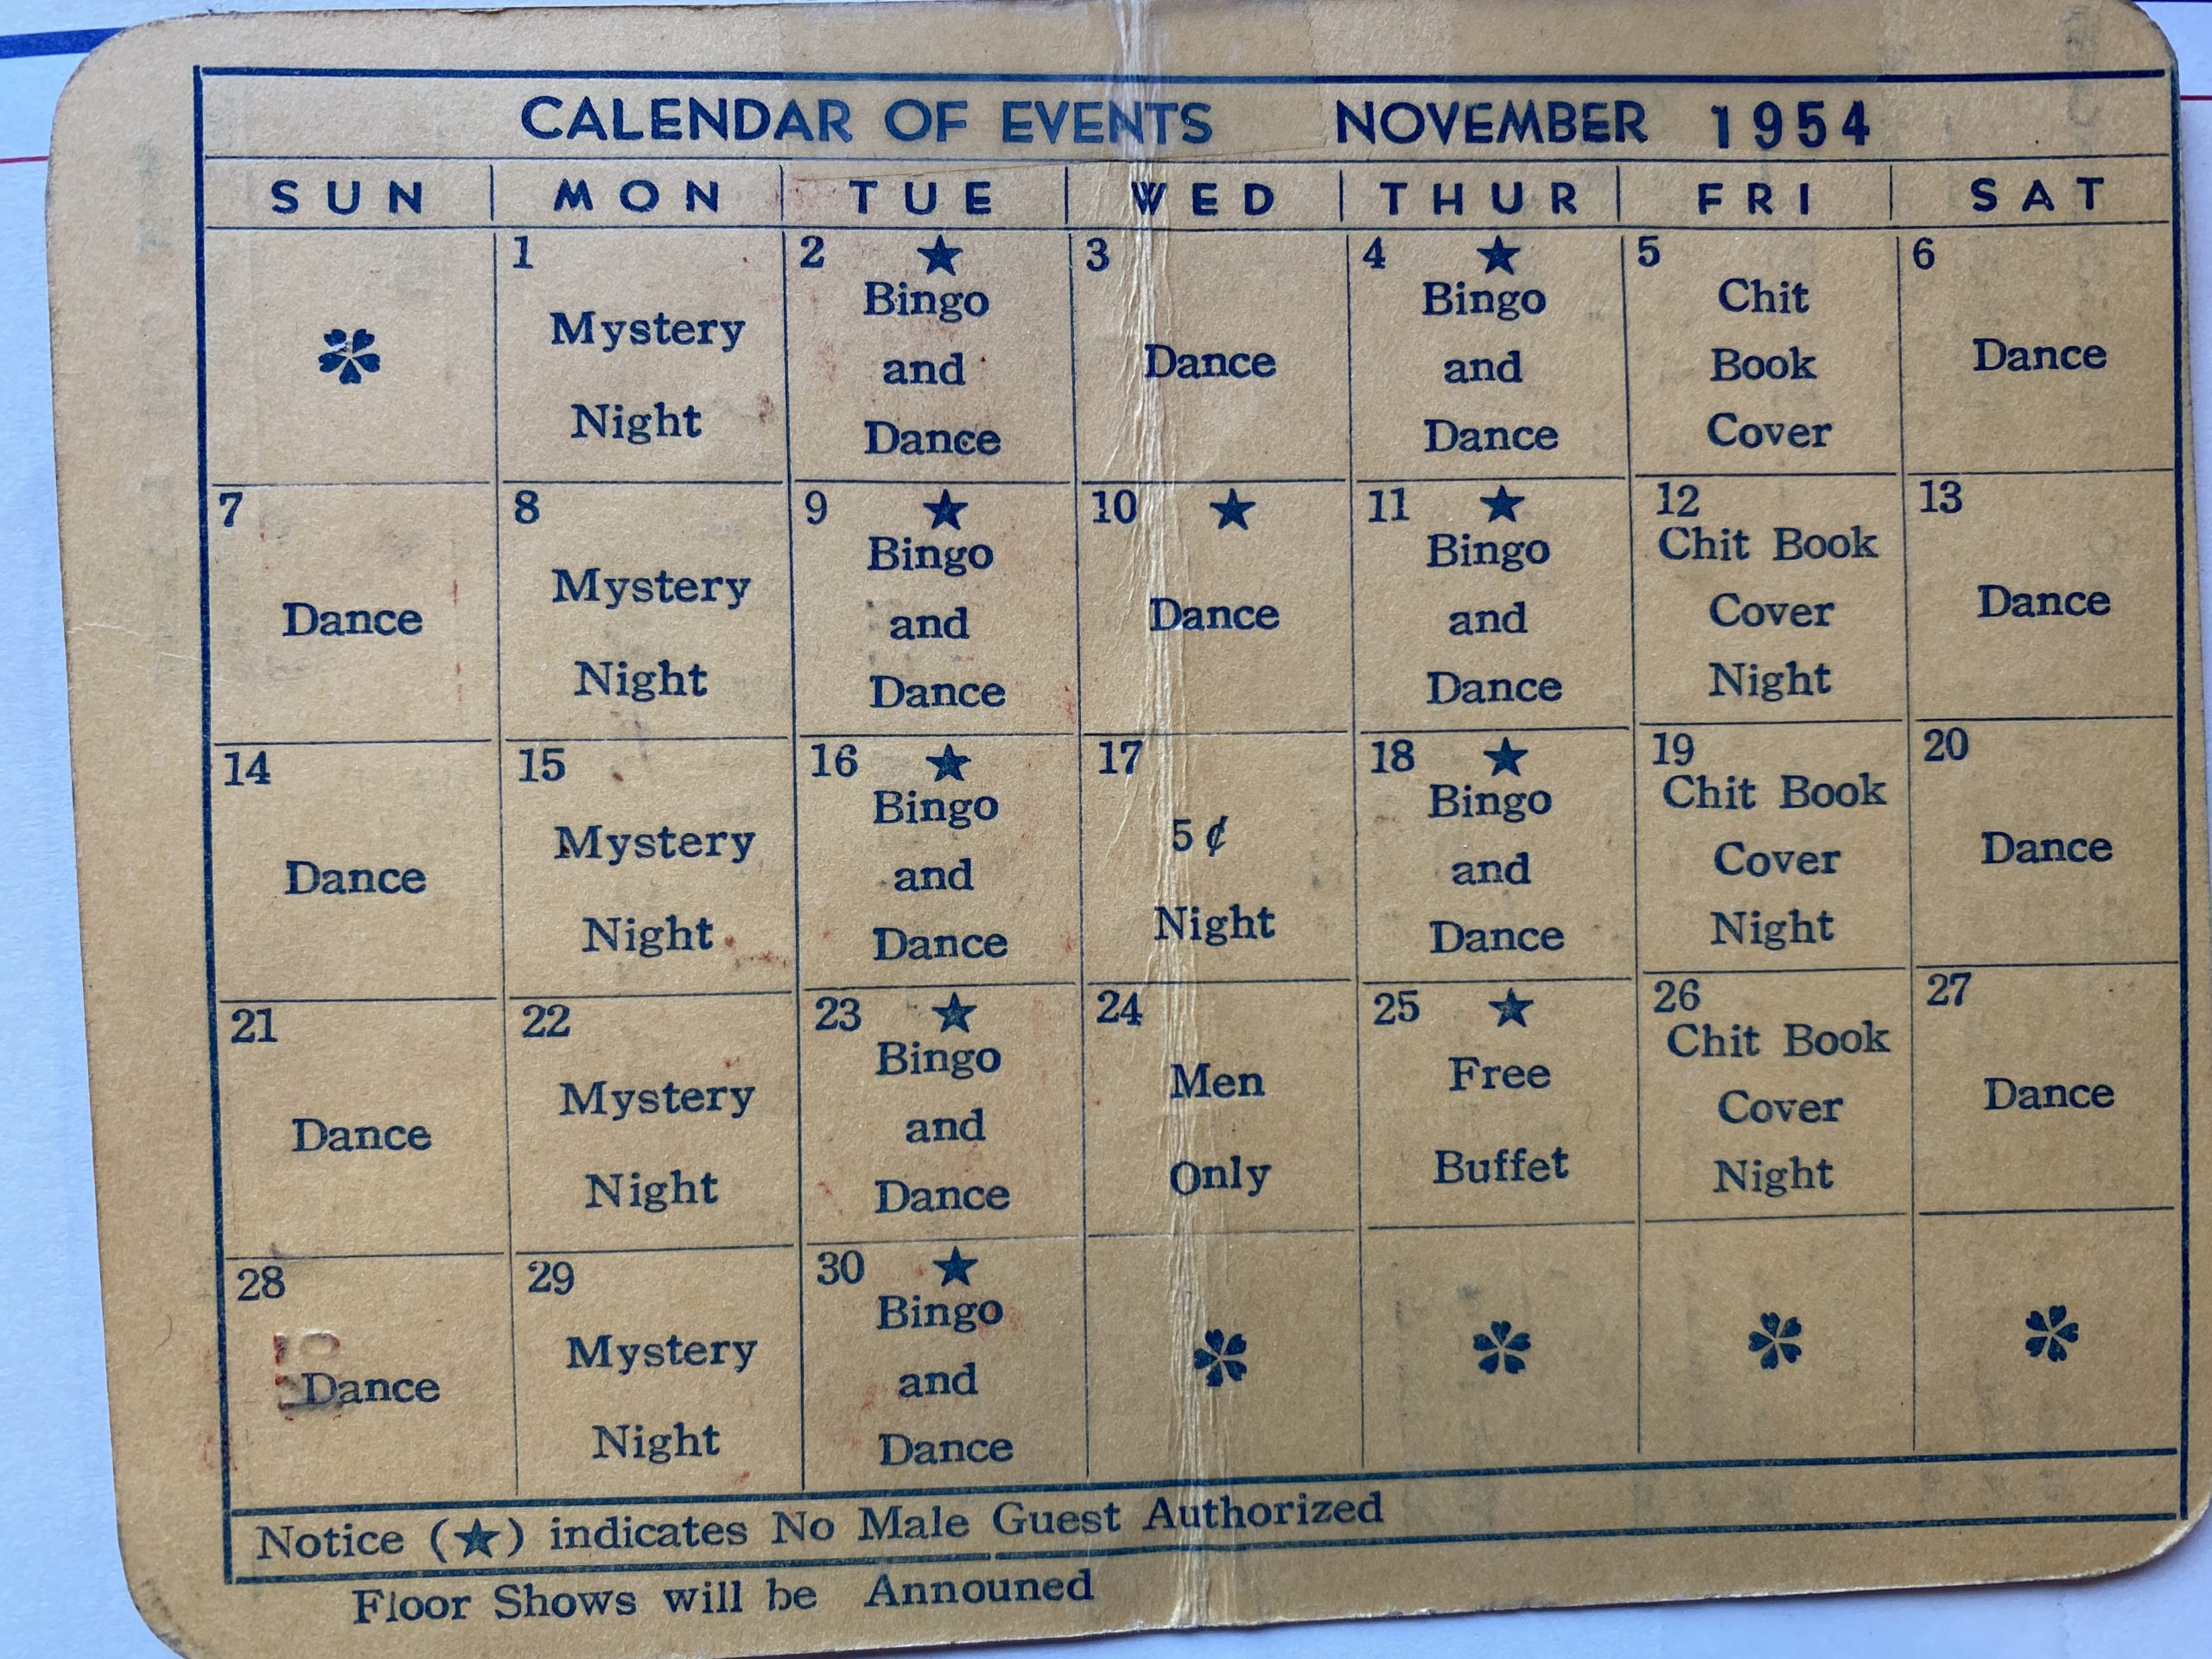 CALENDAR OF EVENTS NOVEMBER 1954
SUN MON TUE WED THUR FRI SAT
1
Mystery
Night
2 ★
Bingo
and
Dance
3
Dance
4 ★
Bingo
and
Dance
5
Chit
Book
Cover
6
Dance
7
Dance
8
Mystery
Night
9 ★
Bingo
and
Dance
10 ★
Dance
11 ★
Bingo
and
Dance
12
Chit Book
Cover
Night
13
Dance
14
Dance
15
Mystery
Night
16 ★
Bingo
and
Dance
17
5¢
Night
18 ★
Bingo
and
Dance
19
Chit Book
Cover
Night
20
Dance
21
Dance
22
Mystery
Night
23 ★
Bingo
and
Dance
24
Men
Only
25 ★
Free
Buffet
26
Chit Book
Cover
Night
27
Dance
28
Dance
29
Mystery
Night
30 ★
Bingo
and
Dance
Notice (★) indicates No Male Guest Authorized
Floor Shows will be Announed